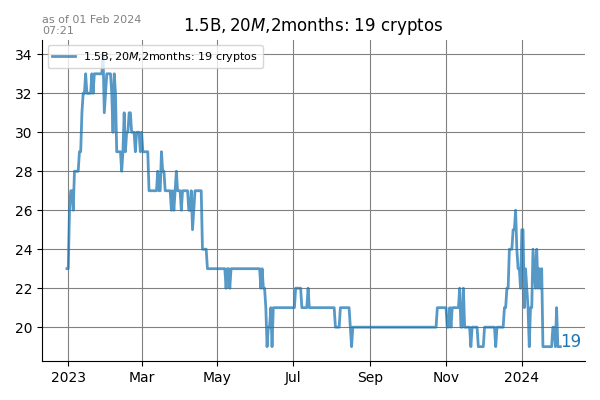 as of 01 Feb 2024
07:21
1.5B, 20M,2months: 19 cryptos
1.5B, 20M,2months: 19 cryptos
34
32
30
28
26
24
22
20
19
2023 Mar May Jul Sep Nov 2024